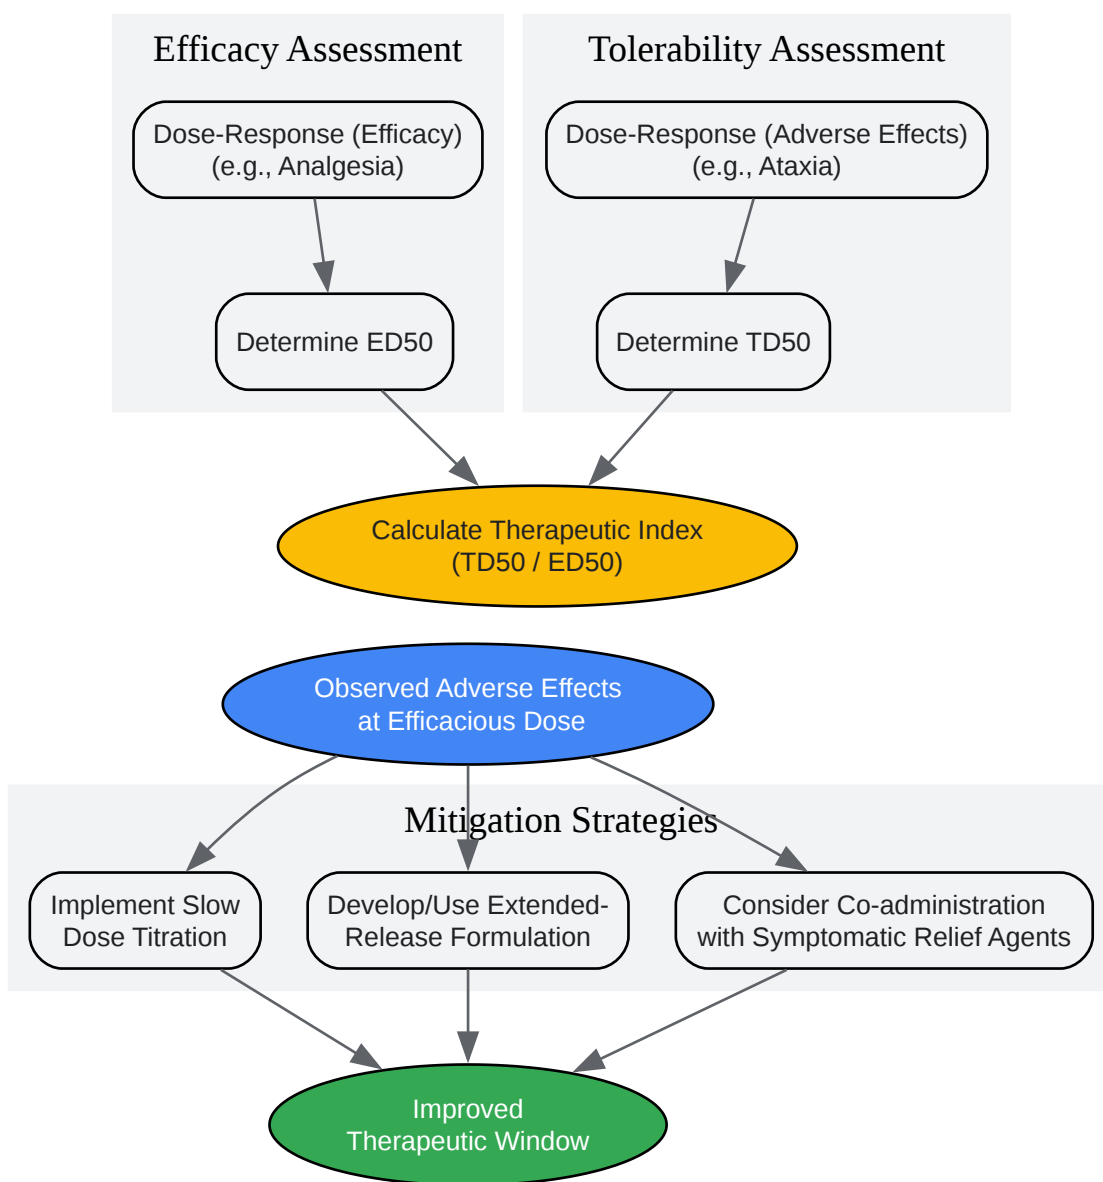 Efficacy Assessment
Tolerability Assessment
Dose-Response (Efficacy)
(e.g., Analgesia)
Dose-Response (Adverse Effects)
(e.g., Ataxia)
Determine ED50
Determine TD50
Calculate Therapeutic Index
(TD50 / ED50)
Observed Adverse Effects
at Efficacious Dose
Mitigation Strategies
Implement Slow
Dose Titration
Develop/Use Extended-
Release Formulation
Consider Co-administration
with Symptomatic Relief Agents
Improved
Therapeutic Window